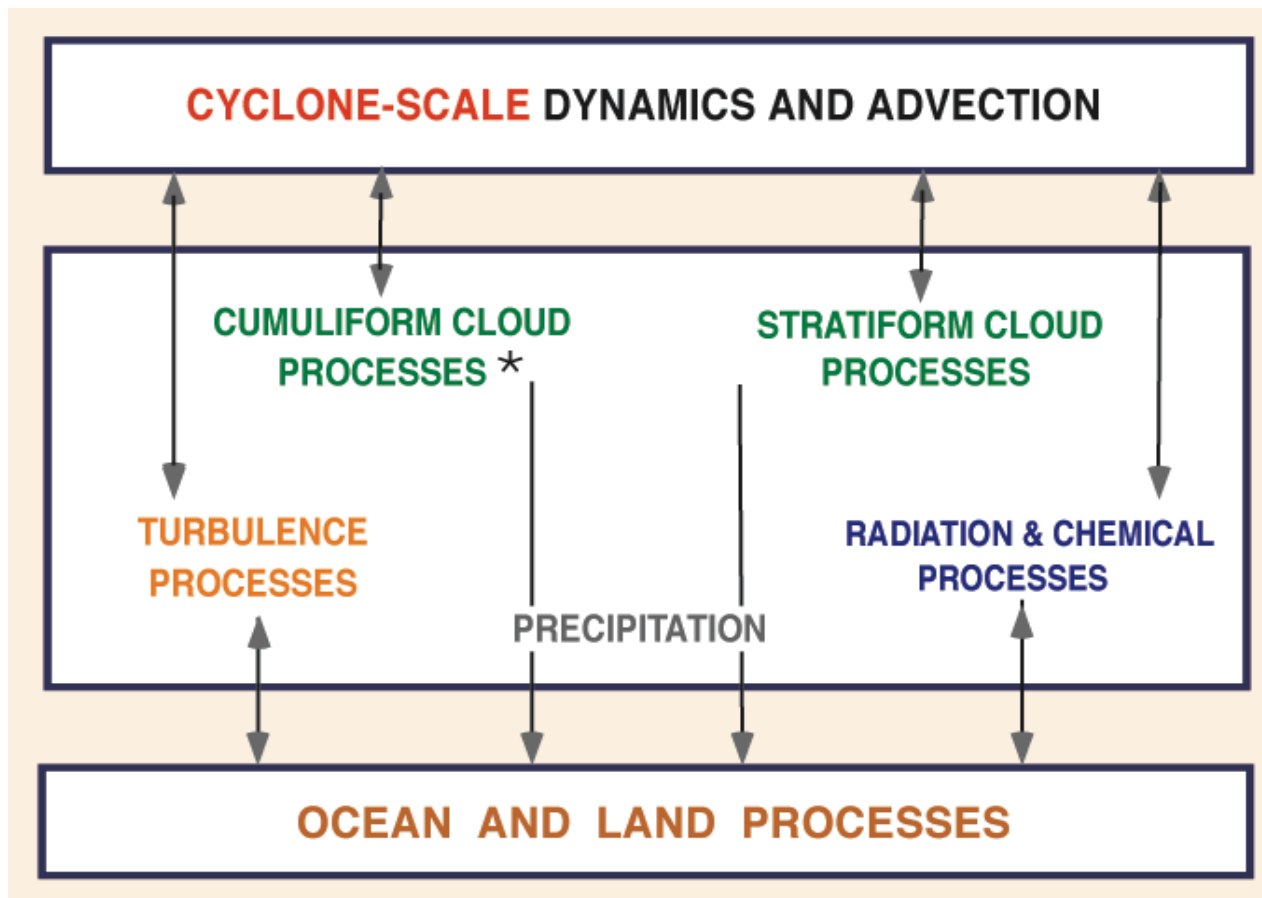 CYCLONE-SCALE DYNAMICS AND ADVECTION
CUMULIFORM CLOUD
PROCESSES *
STRATIFORM CLOUD
PROCESSES
TURBULENCE
PROCESSES
RADIATION & CHEMICAL
PROCESSES
PRECIPITATION
OCEAN AND LAND PROCESSES